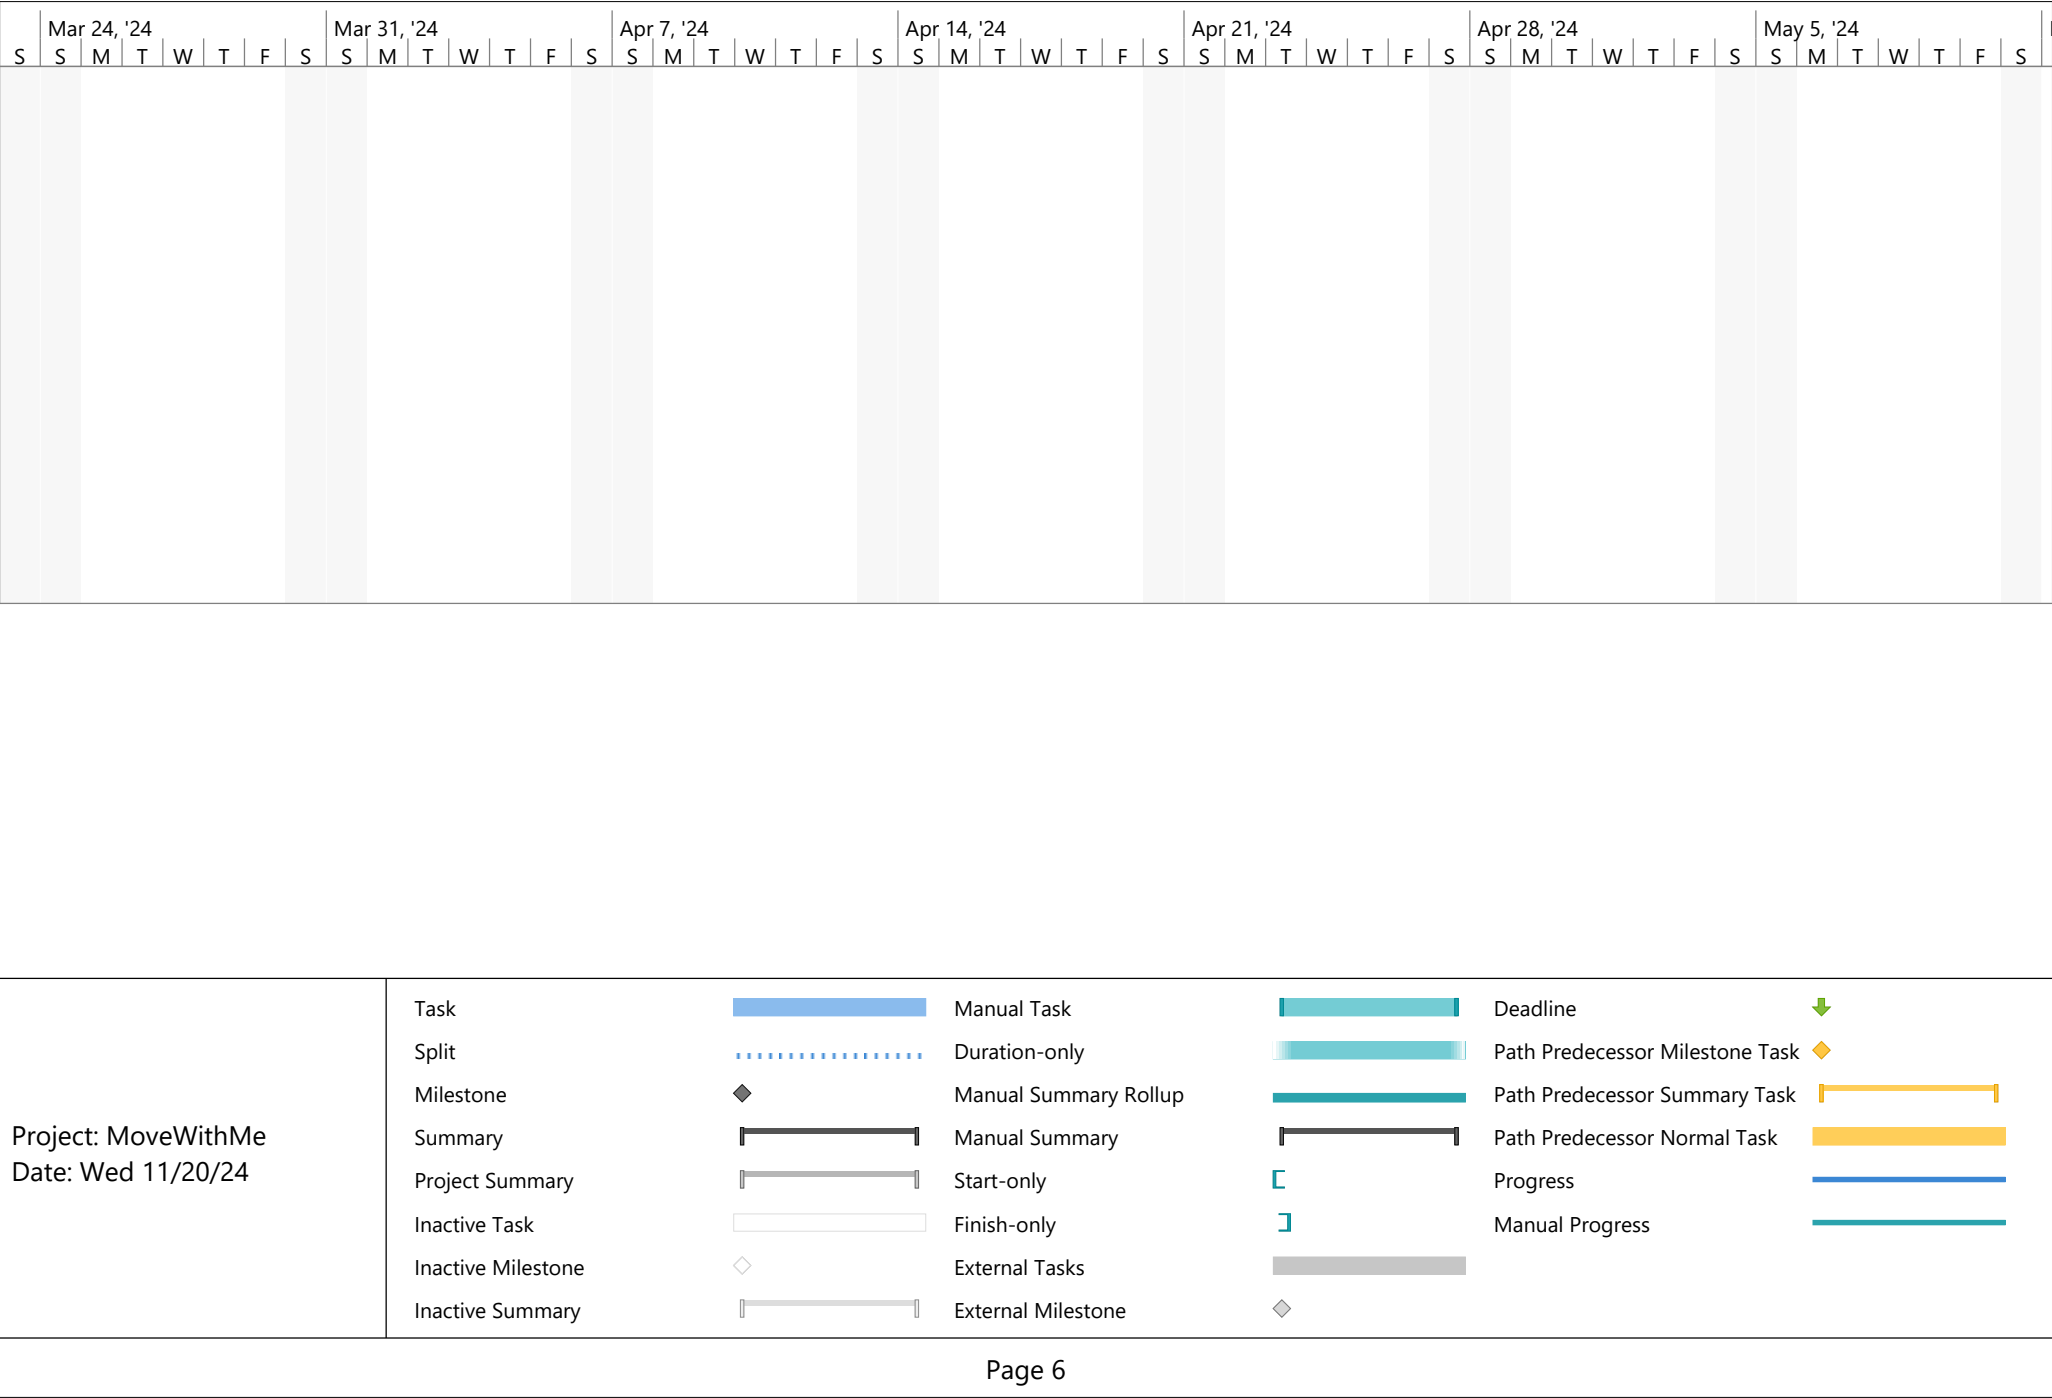 Mar 24, '24 Mar 31, '24 Apr 7, '24 Apr 14, '24 Apr 21, '24 Apr 28, '24 May 5, '24
S S M T W T F S S M T W T F S S M T W T F S S M T W T F S S M T W T F S S M T W T F S S M T W T F S
Project: MoveWithMe
Date: Wed 11/20/24
Task
Split
Milestone
Summary
Project Summary
Inactive Task
Inactive Milestone
Inactive Summary
Manual Task
Duration-only
Manual Summary Rollup
Manual Summary
Start-only
Finish-only
External Tasks
External Milestone
Deadline
Path Predecessor Milestone Task
Path Predecessor Summary Task
Path Predecessor Normal Task
Progress
Manual Progress
Page 6